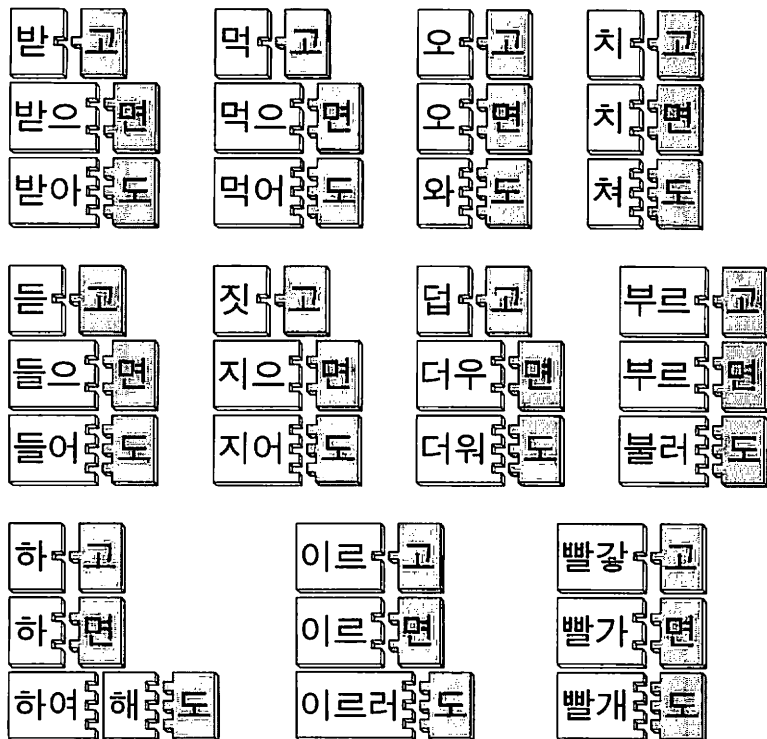 받 고 먹 고 오 고 치 고
받으 면 먹으 면 오 면 치 면
받아 도 먹어 도 와 도 쳐 도
듣 고 짓 고 덥 고 부르 고
들으 면 지으 면 더우 면 부르 면
들어 도 지어 도 더워 도 불러 도
하 고 이르 고 빨갛 고
하 면 이르 면 빨가 면
하여 해 도 이르러 도 빨개 도